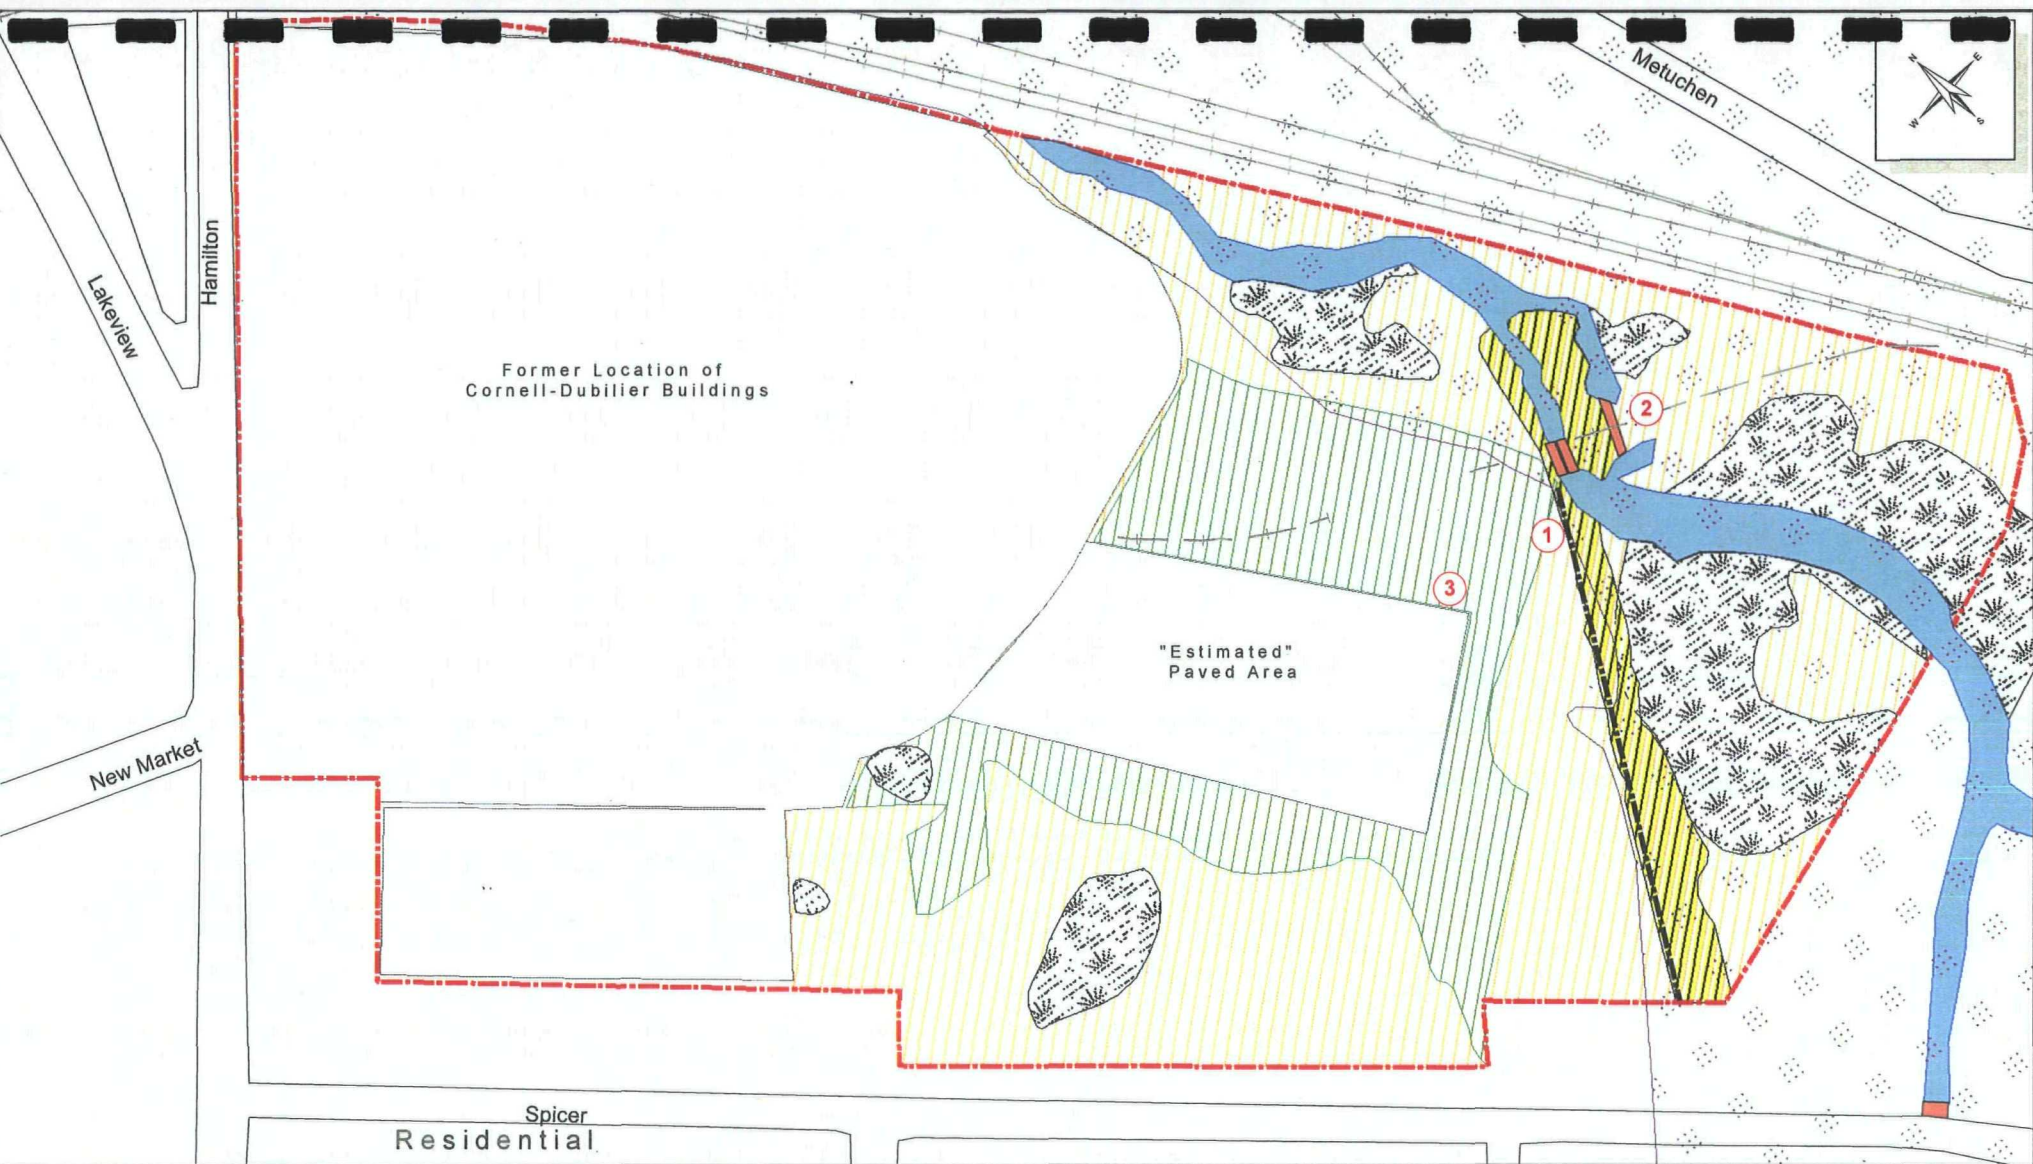 Metuchen
N
E
W
S
Hamilton
Lakeview
Former Location of
Cornell-Dubilier Buildings
2
1
3
"Estimated"
Paved Area
New Market
Spicer
Residential